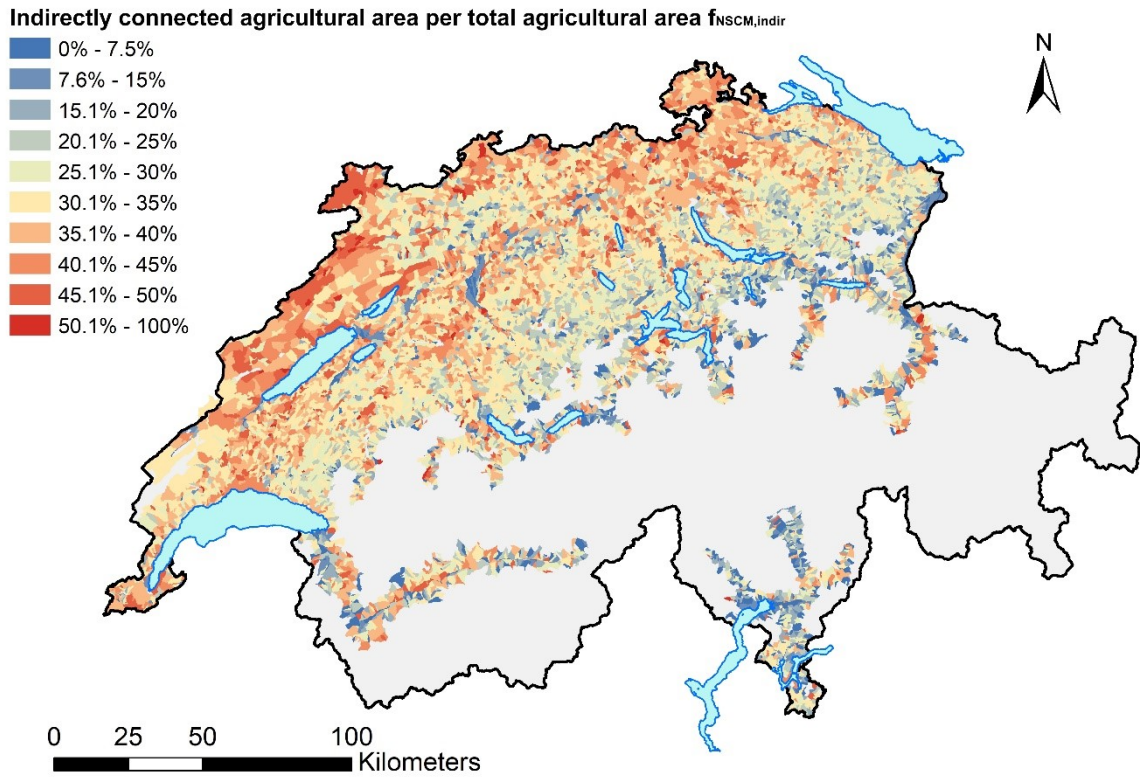 Indirectly connected agricultural area per total agricultural area fNSCM,indir
0% - 7.5%
7.6% - 15%
15.1% - 20%
20.1% - 25%
25.1% - 30%
30.1% - 35%
35.1% - 40%
40.1% - 45%
45.1% - 50%
50.1% - 100%
N
0 25 50 100
Kilometers